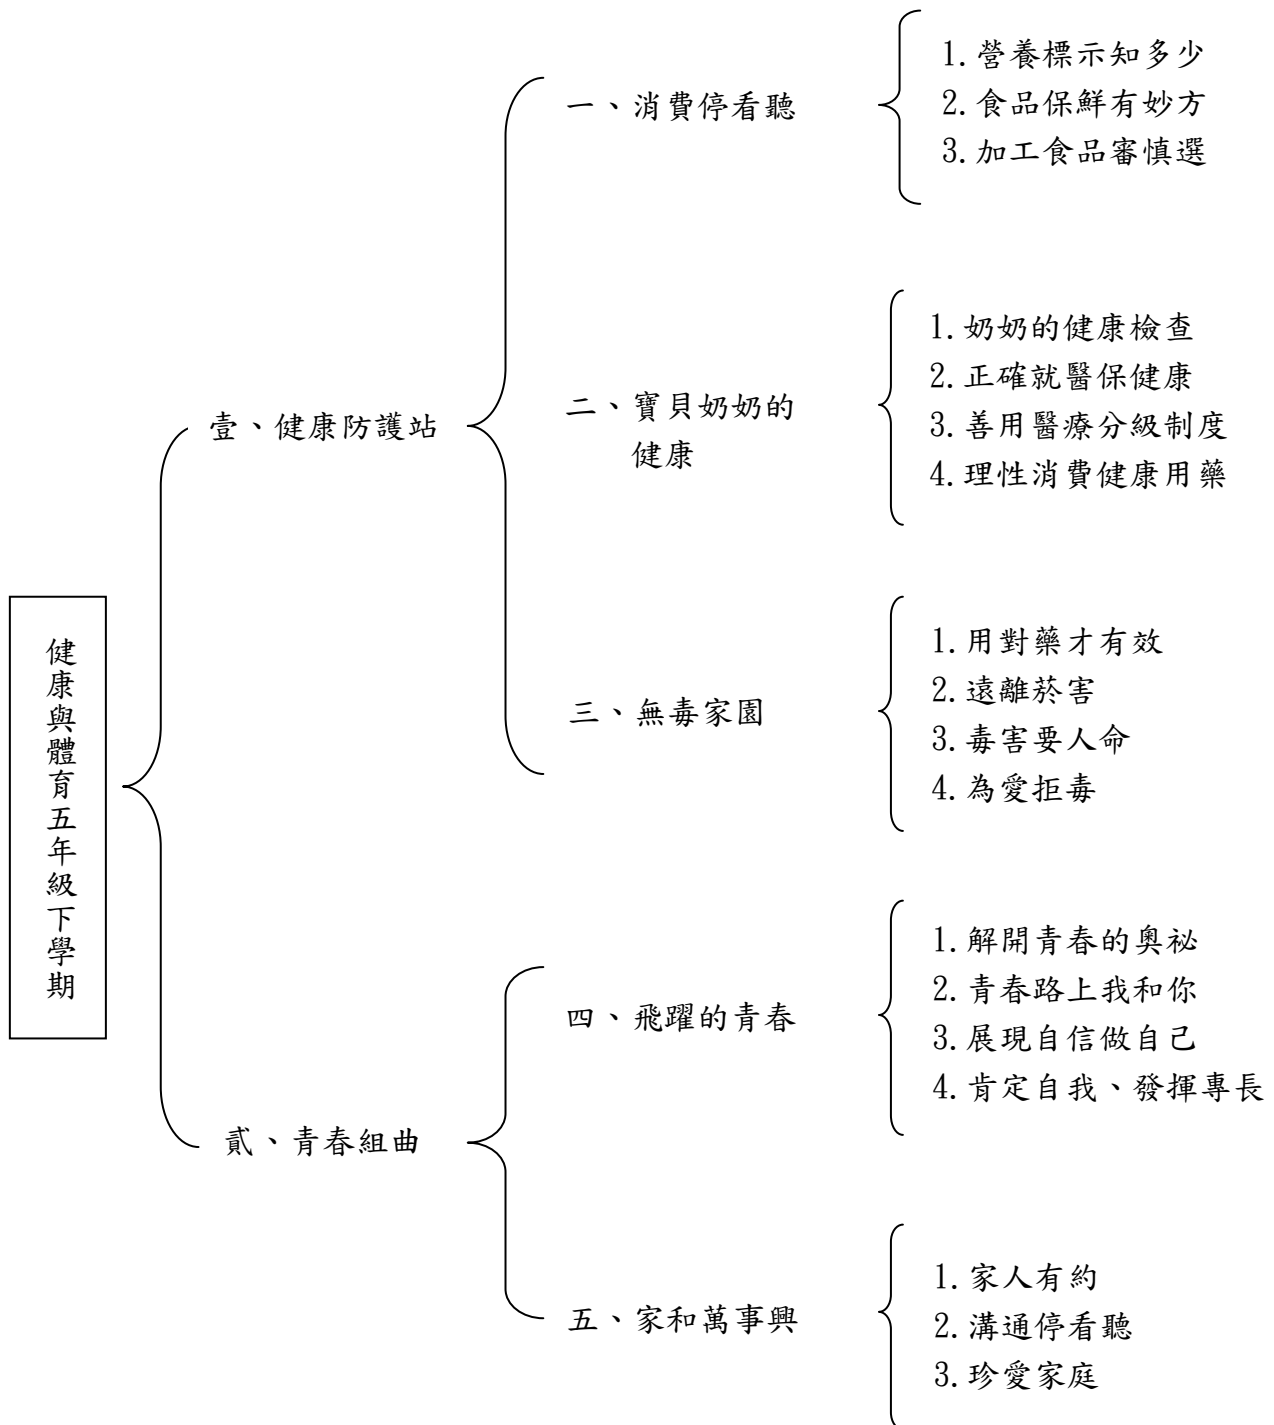 健康與體育五年級下學期
壹、健康防護站
一、消費停看聽
1.營養標示知多少
2.食品保鮮有妙方
3.加工食品審慎選
二、寶貝奶奶的
健康
1.奶奶的健康檢查
2.正確就醫保健康
3.善用醫療分級制度
4.理性消費健康用藥
三、無毒家園
1.用對藥才有效
2.遠離菸害
3.毒害要人命
4.為愛拒毒
貳、青春組曲
四、飛躍的青春
1.解開青春的奧祕
2.青春路上我和你
3.展現自信做自己
4.肯定自我、發揮專長
五、家和萬事興
1.家人有約
2.溝通停看聽
3.珍愛家庭